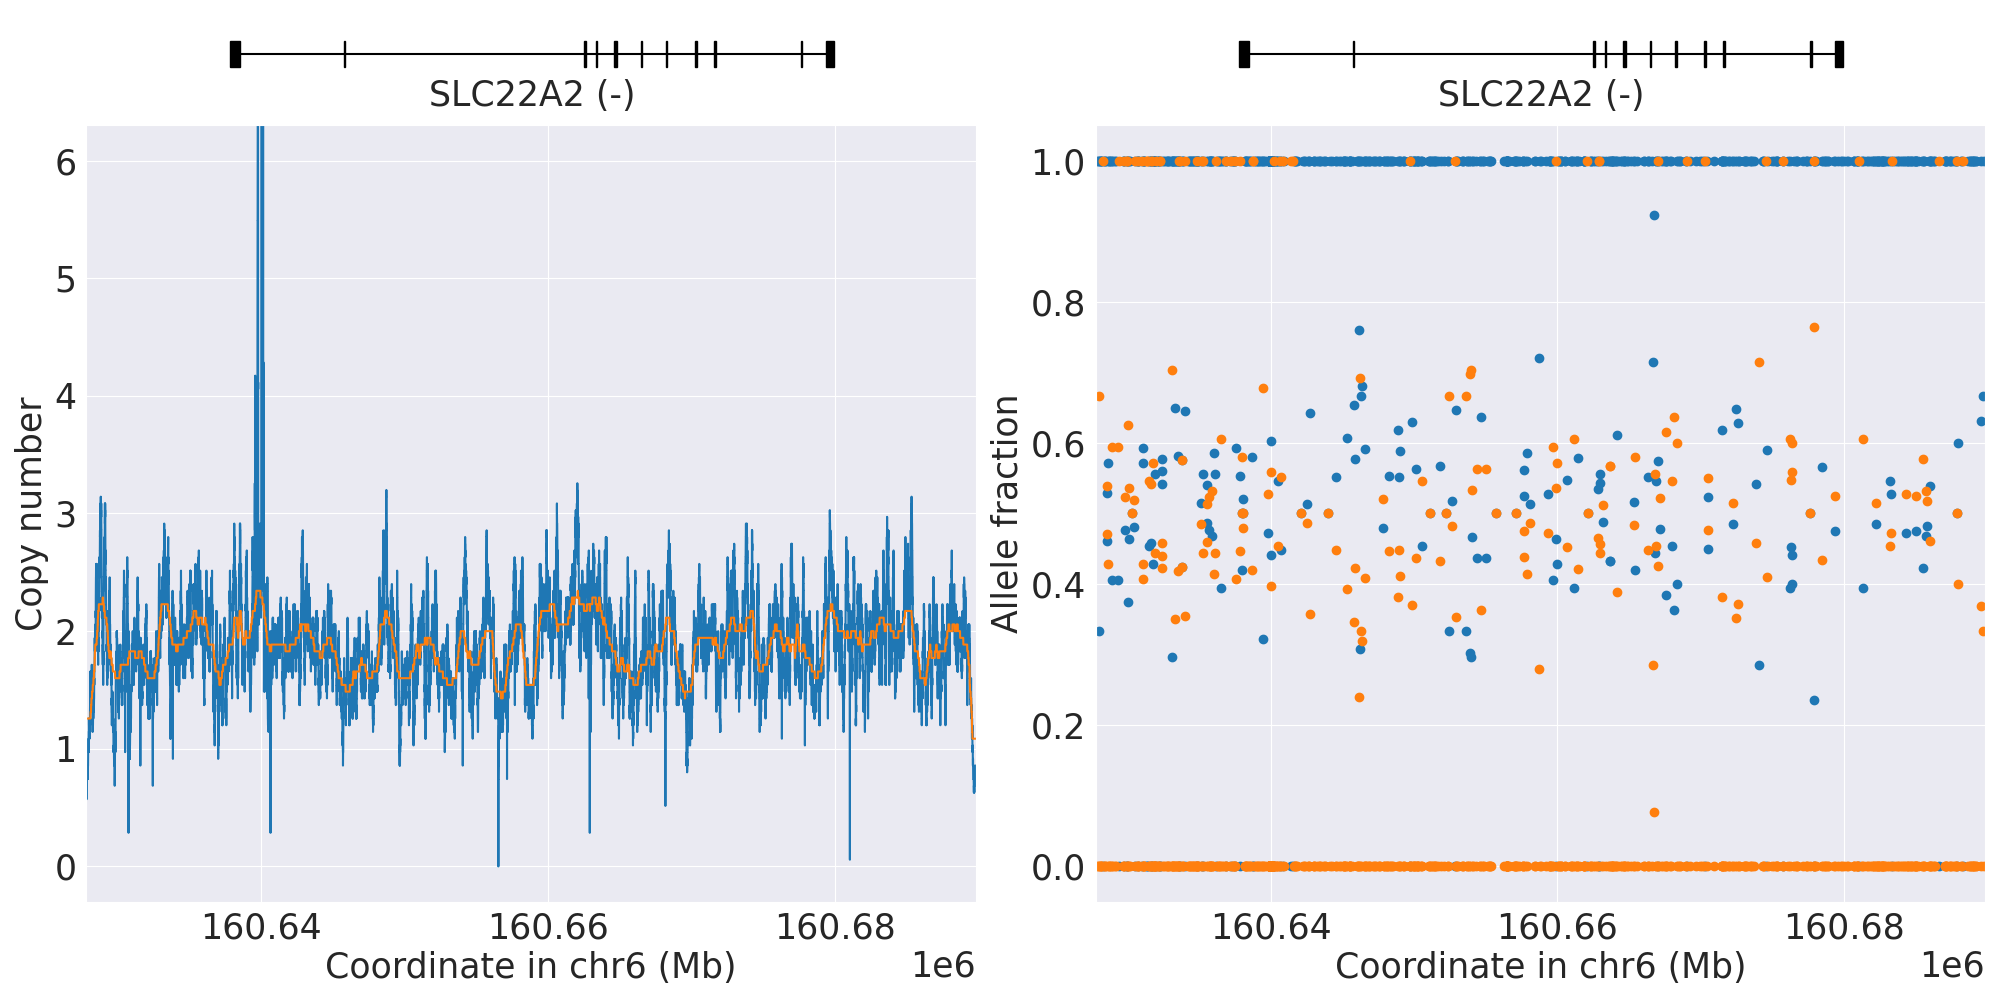 SLC22A2 (-)
6
5
4
3
2
1
0
Copy number
160.64 160.66 160.68
Coordinate in chr6 (Mb) 1e6
SLC22A2 (-)
1.0
0.8
0.6
0.4
0.2
0.0
Allele fraction
160.64 160.66 160.68
Coordinate in chr6 (Mb) 1e6